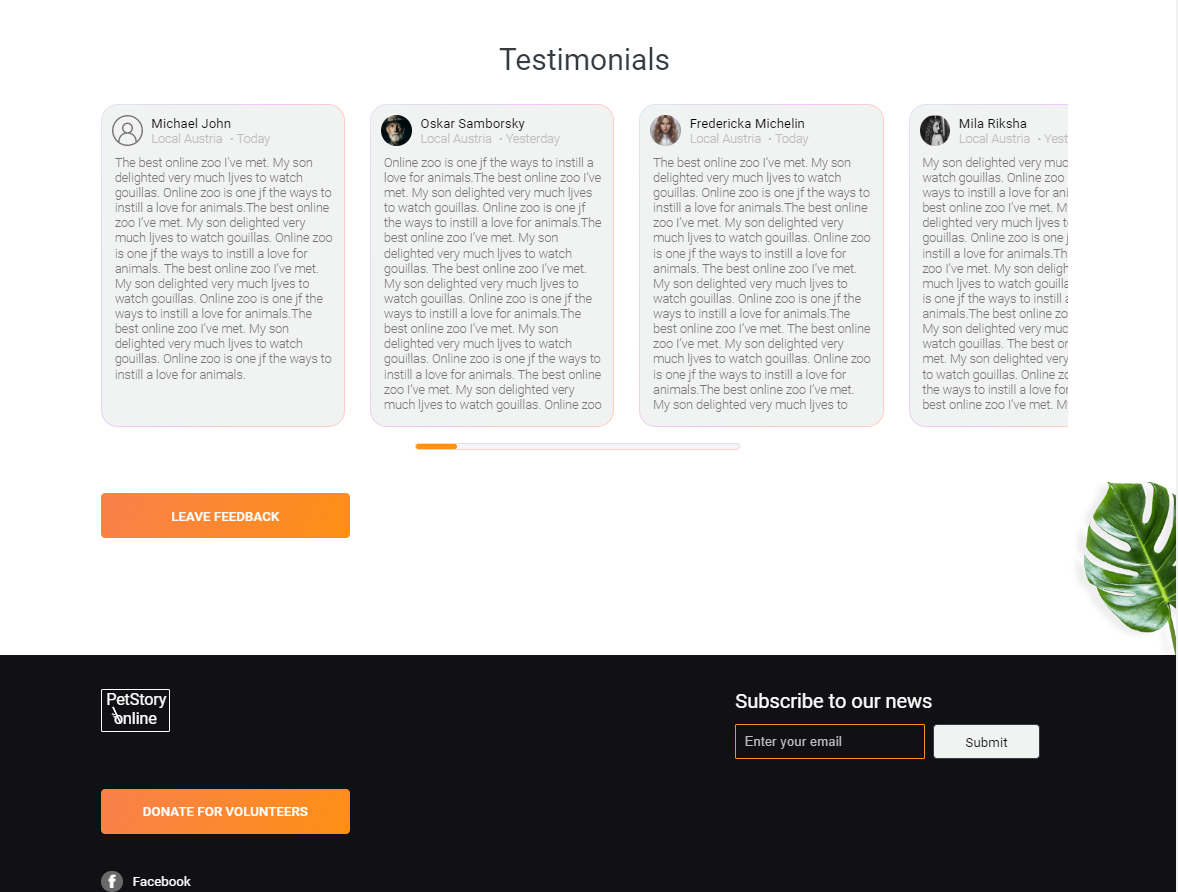 Testimonials
Michael John
Local Austria • Today
The best online zoo I’ve met. My son
delighted very much ljves to watch
gouillas. Online zoo is one jf the ways to
instill a love for animals.The best online
zoo I’ve met. My son delighted very
much ljves to watch gouillas. Online zoo
is one jf the ways to instill a love for
animals. The best online zoo I’ve met.
My son delighted very much ljves to
watch gouillas. Online zoo is one jf the
ways to instill a love for animals.The
best online zoo I’ve met. My son
delighted very much ljves to watch
gouillas. Online zoo is one jf the ways to
instill a love for animals.
Oskar Samborsky
Local Austria • Yesterday
Online zoo is one jf the ways to instill a
love for animals.The best online zoo I’ve
met. My son delighted very much ljves
to watch gouillas. Online zoo is one jf
the ways to instill a love for animals.The
best online zoo I’ve met. My son
delighted very much ljves to watch
gouillas. The best online zoo I’ve met.
My son delighted very much ljves to
watch gouillas. Online zoo is one jf the
ways to instill a love for animals.The
best online zoo I’ve met. My son
delighted very much ljves to watch
gouillas. Online zoo is one jf the ways to
instill a love for animals. The best online
zoo I’ve met. My son delighted very
much ljves to watch gouillas. Online zoo
Fredericka Michelin
Local Austria • Today
The best online zoo I’ve met. My son
delighted very much ljves to watch
gouillas. Online zoo is one jf the ways to
instill a love for animals.The best online
zoo I’ve met. My son delighted very
much ljves to watch gouillas. Online zoo
is one jf the ways to instill a love for
animals. The best online zoo I’ve met.
My son delighted very much ljves to
watch gouillas. Online zoo is one jf the
ways to instill a love for animals.The
best online zoo I’ve met. The best online
zoo I’ve met. My son delighted very
much ljves to watch gouillas. Online zoo
is one jf the ways to instill a love for
animals.The best online zoo I’ve met.
My son delighted very much ljves to
Mila Riksha
Local Austria • Yest
My son delighted very muc
watch gouillas. Online zoo
ways to instill a love for ani
best online zoo I’ve met. M
delighted very much ljves t
gouillas. Online zoo is one j
instill a love for animals.Th
zoo I’ve met. My son deligh
much ljves to watch gouilla
is one jf the ways to instill a
animals.The best online zo
My son delighted very muc
watch gouillas. The best on
met. My son delighted very
to watch gouillas. Online zo
the ways to instill a love for
best online zoo I’ve met. M
LEAVE FEEDBACK
PetStory
online
Subscribe to our news
Enter your email
Submit
DONATE FOR VOLUNTEERS
Facebook